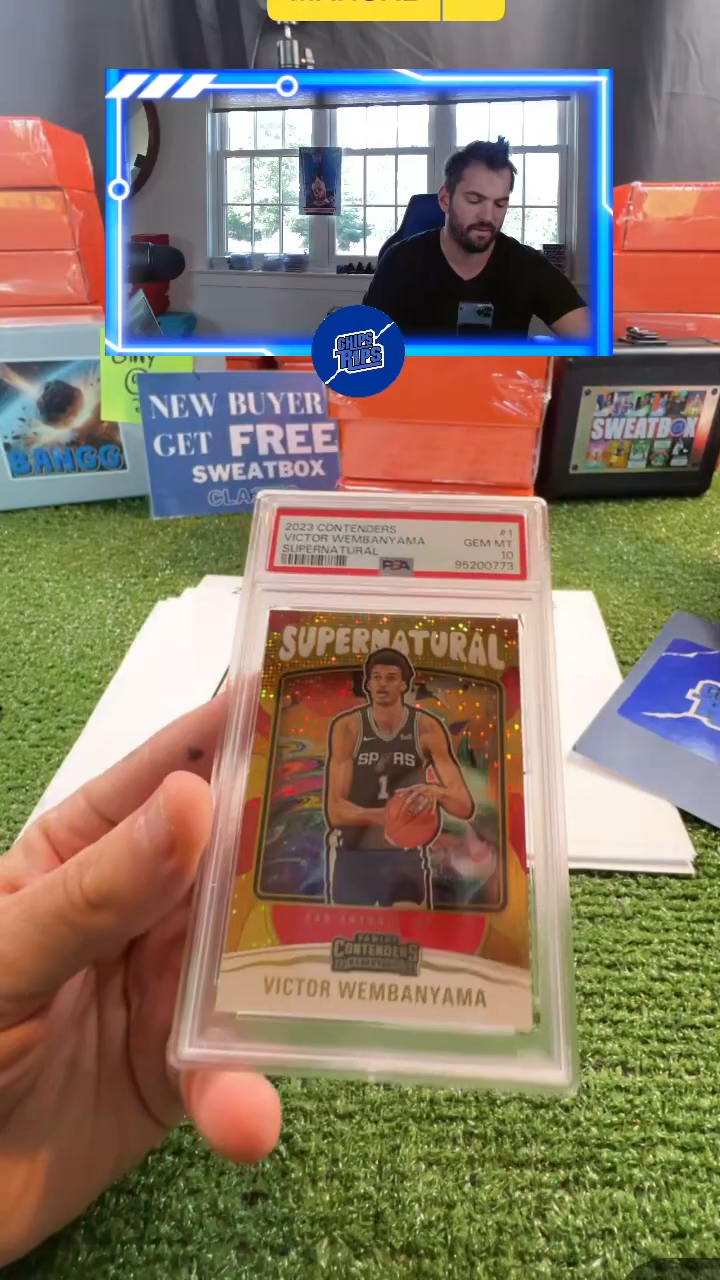 CHIPS
RIPS
BANGG
NEW BUYER
GET FREE
SWEATBOX
SWEATBOX
2023 CONTENDERS #1
VICTOR WEMBANYAMA GEM MT
SUPERNATURAL 10
PSA 95200773
SUPERNATURAL
SPURS
1
PANINI
CONTENDERS
VICTOR WEMBANYAMA